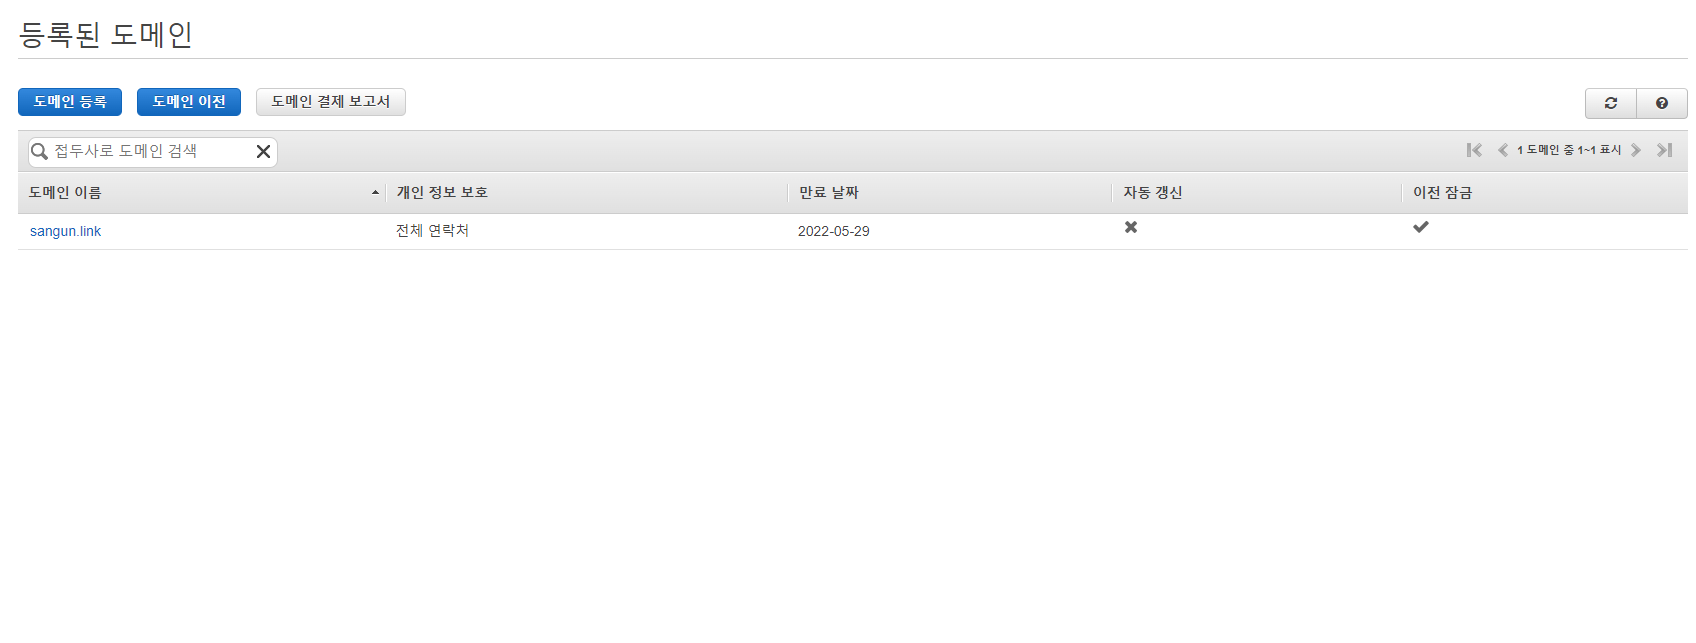 등록된 도메인
도메인 등록 도메인 이전 도메인 결제 보고서
접두사로 도메인 검색 1 도메인 중 1~1 표시
도메인 이름 개인 정보 보호 만료 날짜 자동 갱신 이전 잠금
sangun.link 전체 연락처 2022-05-29